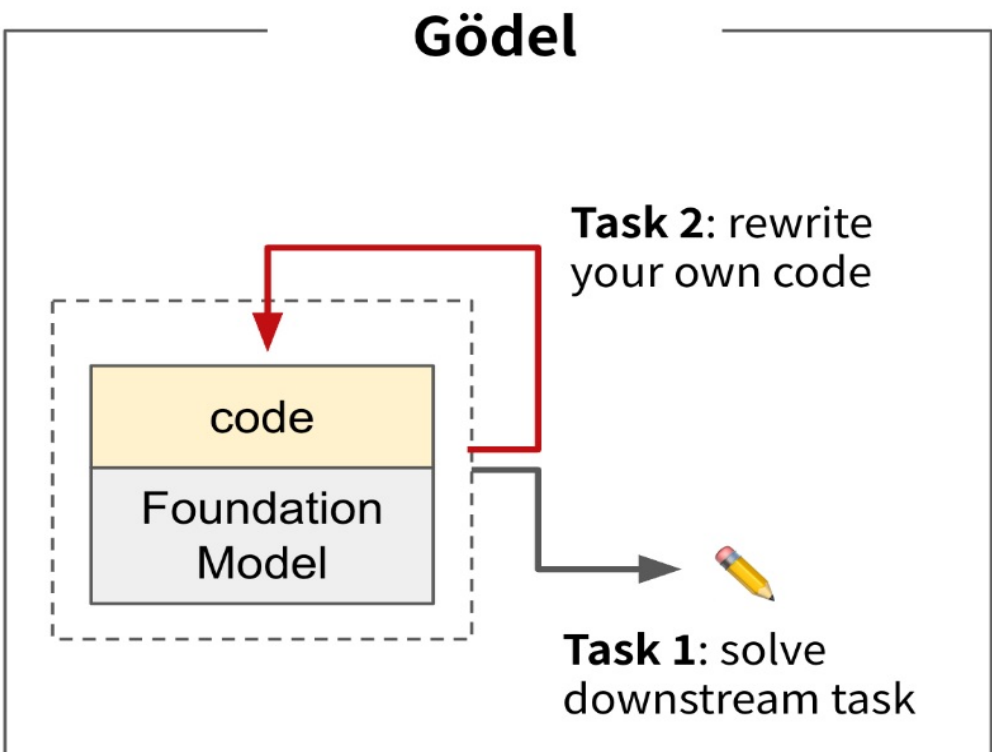 Gödel
Task 2: rewrite
your own code
code
Foundation
Model
Task 1: solve
downstream task